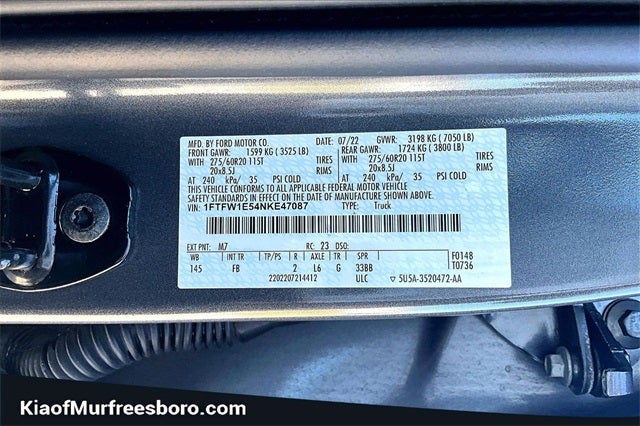 MFD. BY FORD MOTOR CO. DATE: 07/22 GVWR: 3198 KG ( 7050 LB)
FRONT GAWR: 1599 KG ( 3525 LB) REAR GAWR: 1724 KG ( 3800 LB)
WITH 275/60R20 115T TIRES WITH 275/60R20 115T TIRES
20x8.5J RIMS 20x8.5J RIMS
AT 240 kPa/ 35 PSI COLD AT 240 kPa/ 35 PSI COLD
THIS VEHICLE CONFORMS TO ALL APPLICABLE FEDERAL MOTOR VEHICLE
SAFETY STANDARDS IN EFFECT ON THE DATE OF MANUFACTURE SHOWN ABOVE.
VIN: 1FTFW1E54NKE47087 TYPE: Truck
EXT PNT: M7 RC: 23 DSO:
WB INT TR TP/PS R AXLE TR SPR F0148
145 FB 2 L6 G 33BB T0736
2202207214412 ULC 5U5A-3520472-AA
KiaofMurfreesboro.com